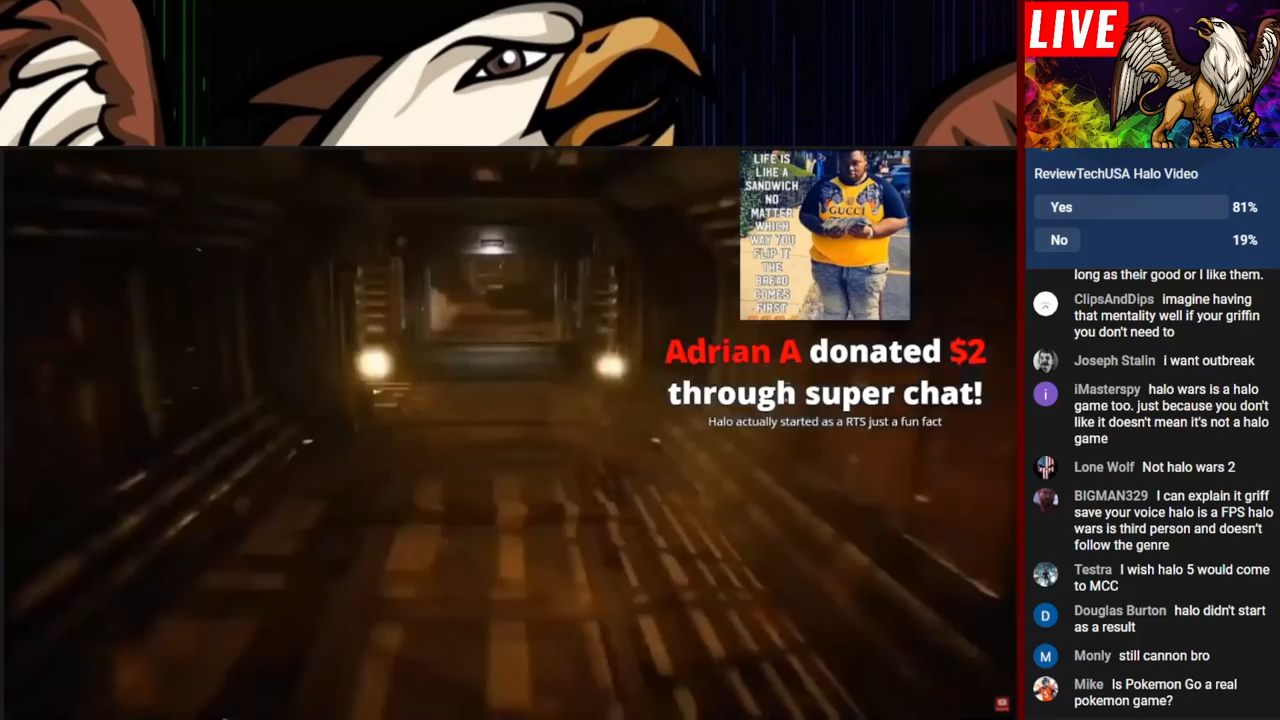 LIVE
LIFE IS
LIKE A
SANDWICH
NO
MATTER
WHICH
WAY YOU
FLIP IT
THE
BREAD
COMES
FIRST
GUCCI
Adrian A donated $2
through super chat!
Halo actually started as a RTS just a fun fact
ReviewTechUSA Halo Video
Yes 81%
No 19%
long as their good or I like them.
ClipsAndDips imagine having
that mentality well if your griffin
you don't need to
Joseph Stalin i want outbreak
i
iMasterspy halo wars is a halo
game too. just because you don't
like it doesn't mean it's not a halo
game
Lone Wolf Not halo wars 2
BIGMAN329 I can explain it griff
save your voice halo is a FPS halo
wars is third person and doesn't
follow the genre
Testra I wish halo 5 would come
to MCC
D
Douglas Burton halo didn't start
as a result
M
Monly still cannon bro
Mike Is Pokemon Go a real
pokemon game?